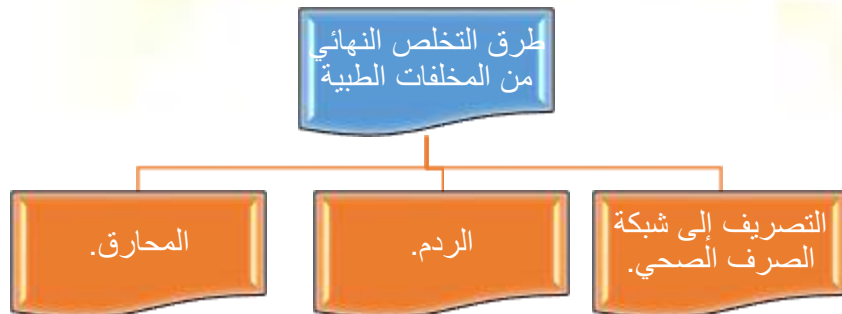 طرق التخلص النهائي
من المخلفات الطبية
التصريف إلى شبكة
الصرف الصحي.
الردم.
المحارق.